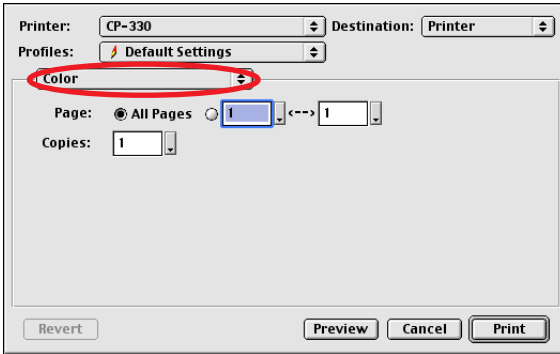 Printer: CP-330 Destination: Printer
Profiles: Default Settings
Color
Page: All Pages 1 <--> 1
Copies: 1
Revert Preview Cancel Print